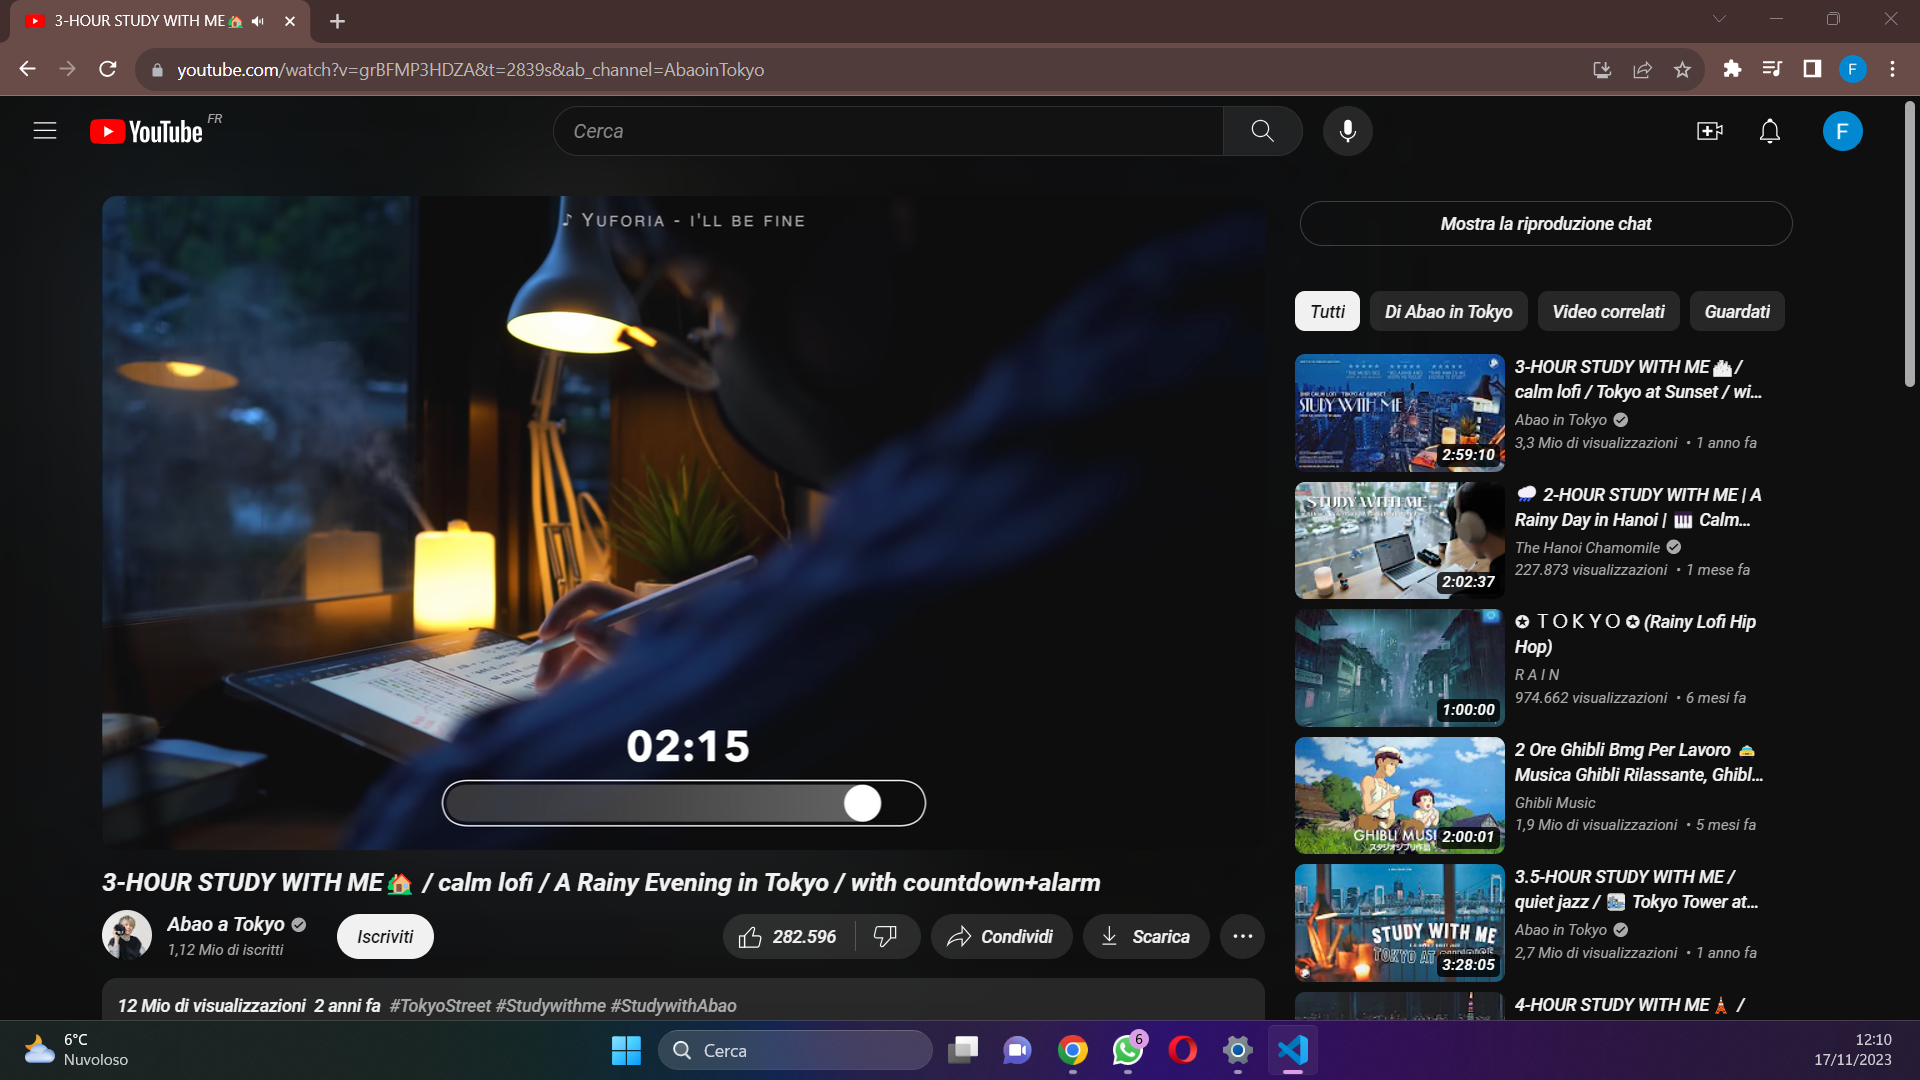 3-HOUR STUDY WITH ME
youtube.com/watch?v=grBFMP3HDZA&t=2839s&ab_channel=AbaoinTokyo
F
YouTube FR
Cerca
F
♪ YUFORIA - I'LL BE FINE
02:15
3-HOUR STUDY WITH ME🏡 / calm lofi / A Rainy Evening in Tokyo / with countdown+alarm
Abao a Tokyo
1,12 Mio di iscritti
Iscriviti
282.596
Condividi
Scarica
12 Mio di visualizzazioni 2 anni fa #TokyoStreet #Studywithme #StudywithAbao
Mostra la riproduzione chat
Tutti
Di Abao in Tokyo
Video correlati
Guardati
STUDY WITH ME
2:59:10
3-HOUR STUDY WITH ME🏙 /
calm lofi / Tokyo at Sunset / wi...
Abao in Tokyo
3,3 Mio di visualizzazioni • 1 anno fa
STUDY WITH ME
2:02:37
🌧 2-HOUR STUDY WITH ME | A
Rainy Day in Hanoi | 🎹 Calm...
The Hanoi Chamomile
227.873 visualizzazioni • 1 mese fa
1:00:00
✪ T O K Y O ✪ (Rainy Lofi Hip
Hop)
R A I N
974.662 visualizzazioni • 6 mesi fa
GHIBLI MUSI
スタジオジブリ作品
2:00:01
2 Ore Ghibli Bmg Per Lavoro
Musica Ghibli Rilassante, Ghibl...
Ghibli Music
1,9 Mio di visualizzazioni • 5 mesi fa
STUDY WITH ME
TOKYO AT SUNRISE
3:28:05
3.5-HOUR STUDY WITH ME /
quiet jazz / Tokyo Tower at...
Abao in Tokyo
2,7 Mio di visualizzazioni • 1 anno fa
4-HOUR STUDY WITH ME🗼 /
6°C
Nuvoloso
Cerca
6
12:10
17/11/2023